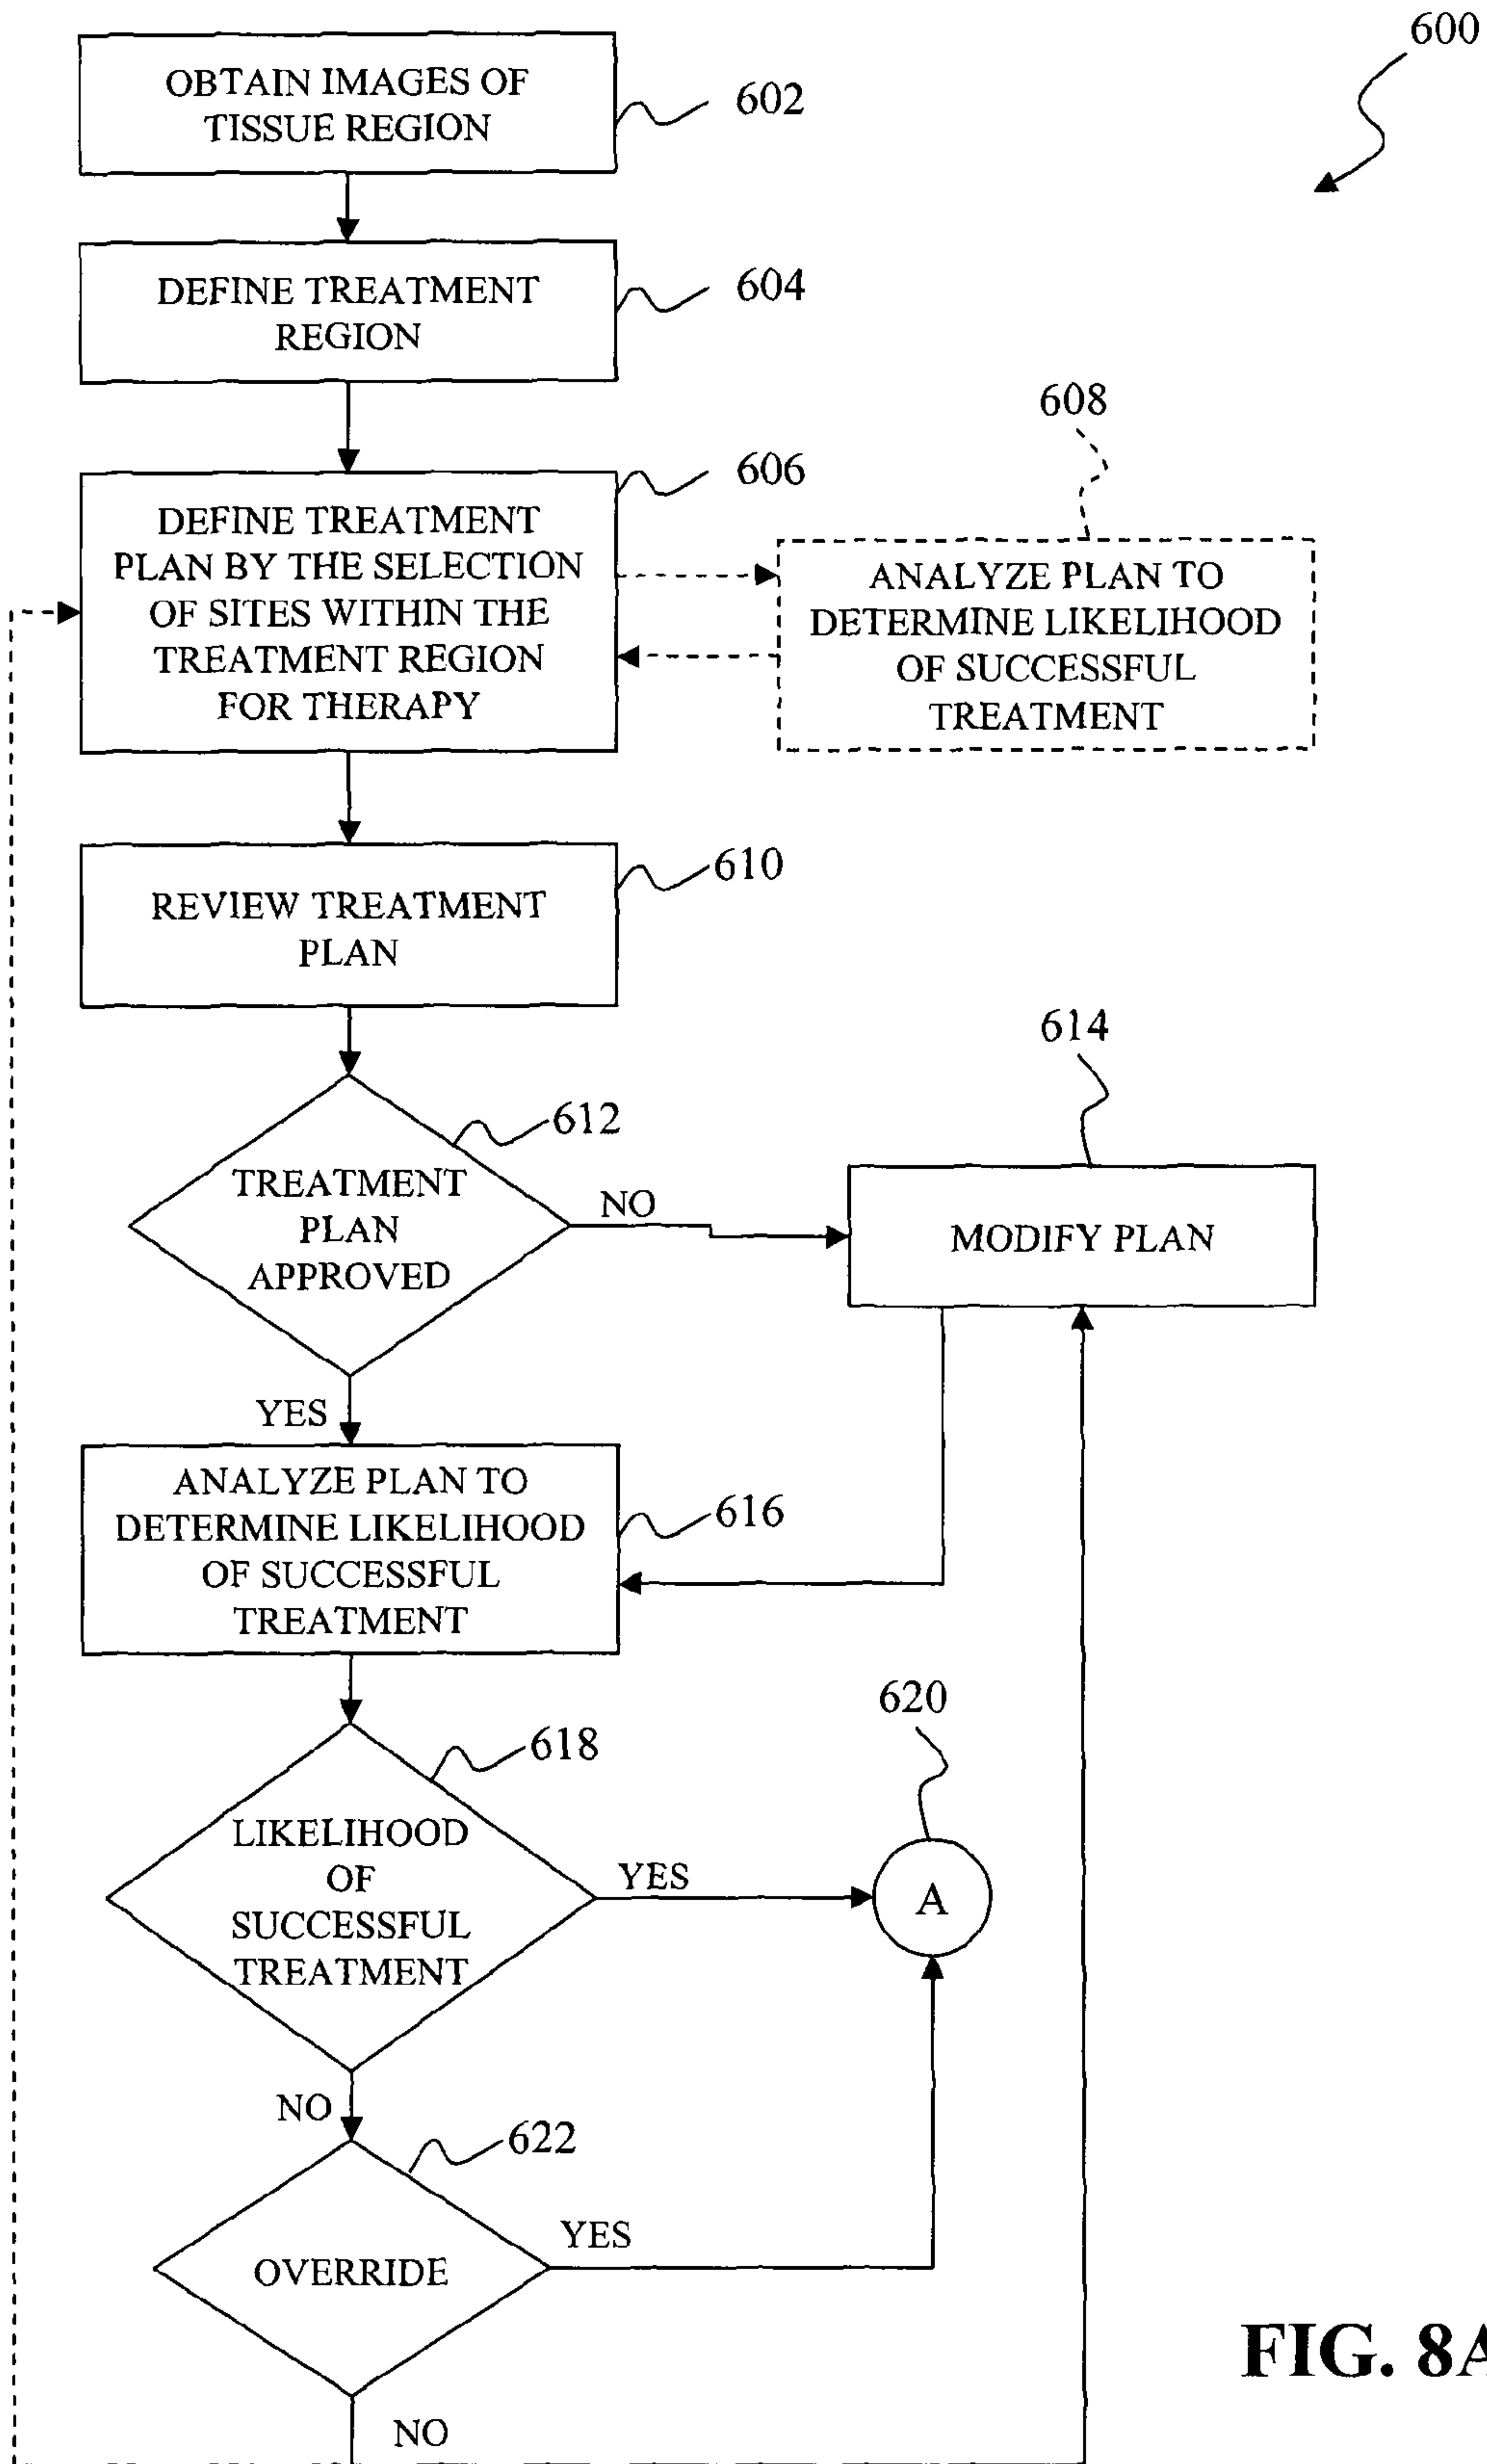 600
OBTAIN IMAGES OF
TISSUE REGION
602
DEFINE TREATMENT
REGION
604
608
606
DEFINE TREATMENT
PLAN BY THE SELECTION
OF SITES WITHIN THE
TREATMENT REGION
FOR THERAPY
ANALYZE PLAN TO
DETERMINE LIKELIHOOD
OF SUCCESSFUL
TREATMENT
610
REVIEW TREATMENT
PLAN
614
612
TREATMENT
PLAN
APPROVED
NO
MODIFY PLAN
YES
ANALYZE PLAN TO
DETERMINE LIKELIHOOD
OF SUCCESSFUL
TREATMENT
616
620
618
LIKELIHOOD
OF
SUCCESSFUL
TREATMENT
YES
A
NO
622
OVERRIDE
YES
NO
FIG. 8A